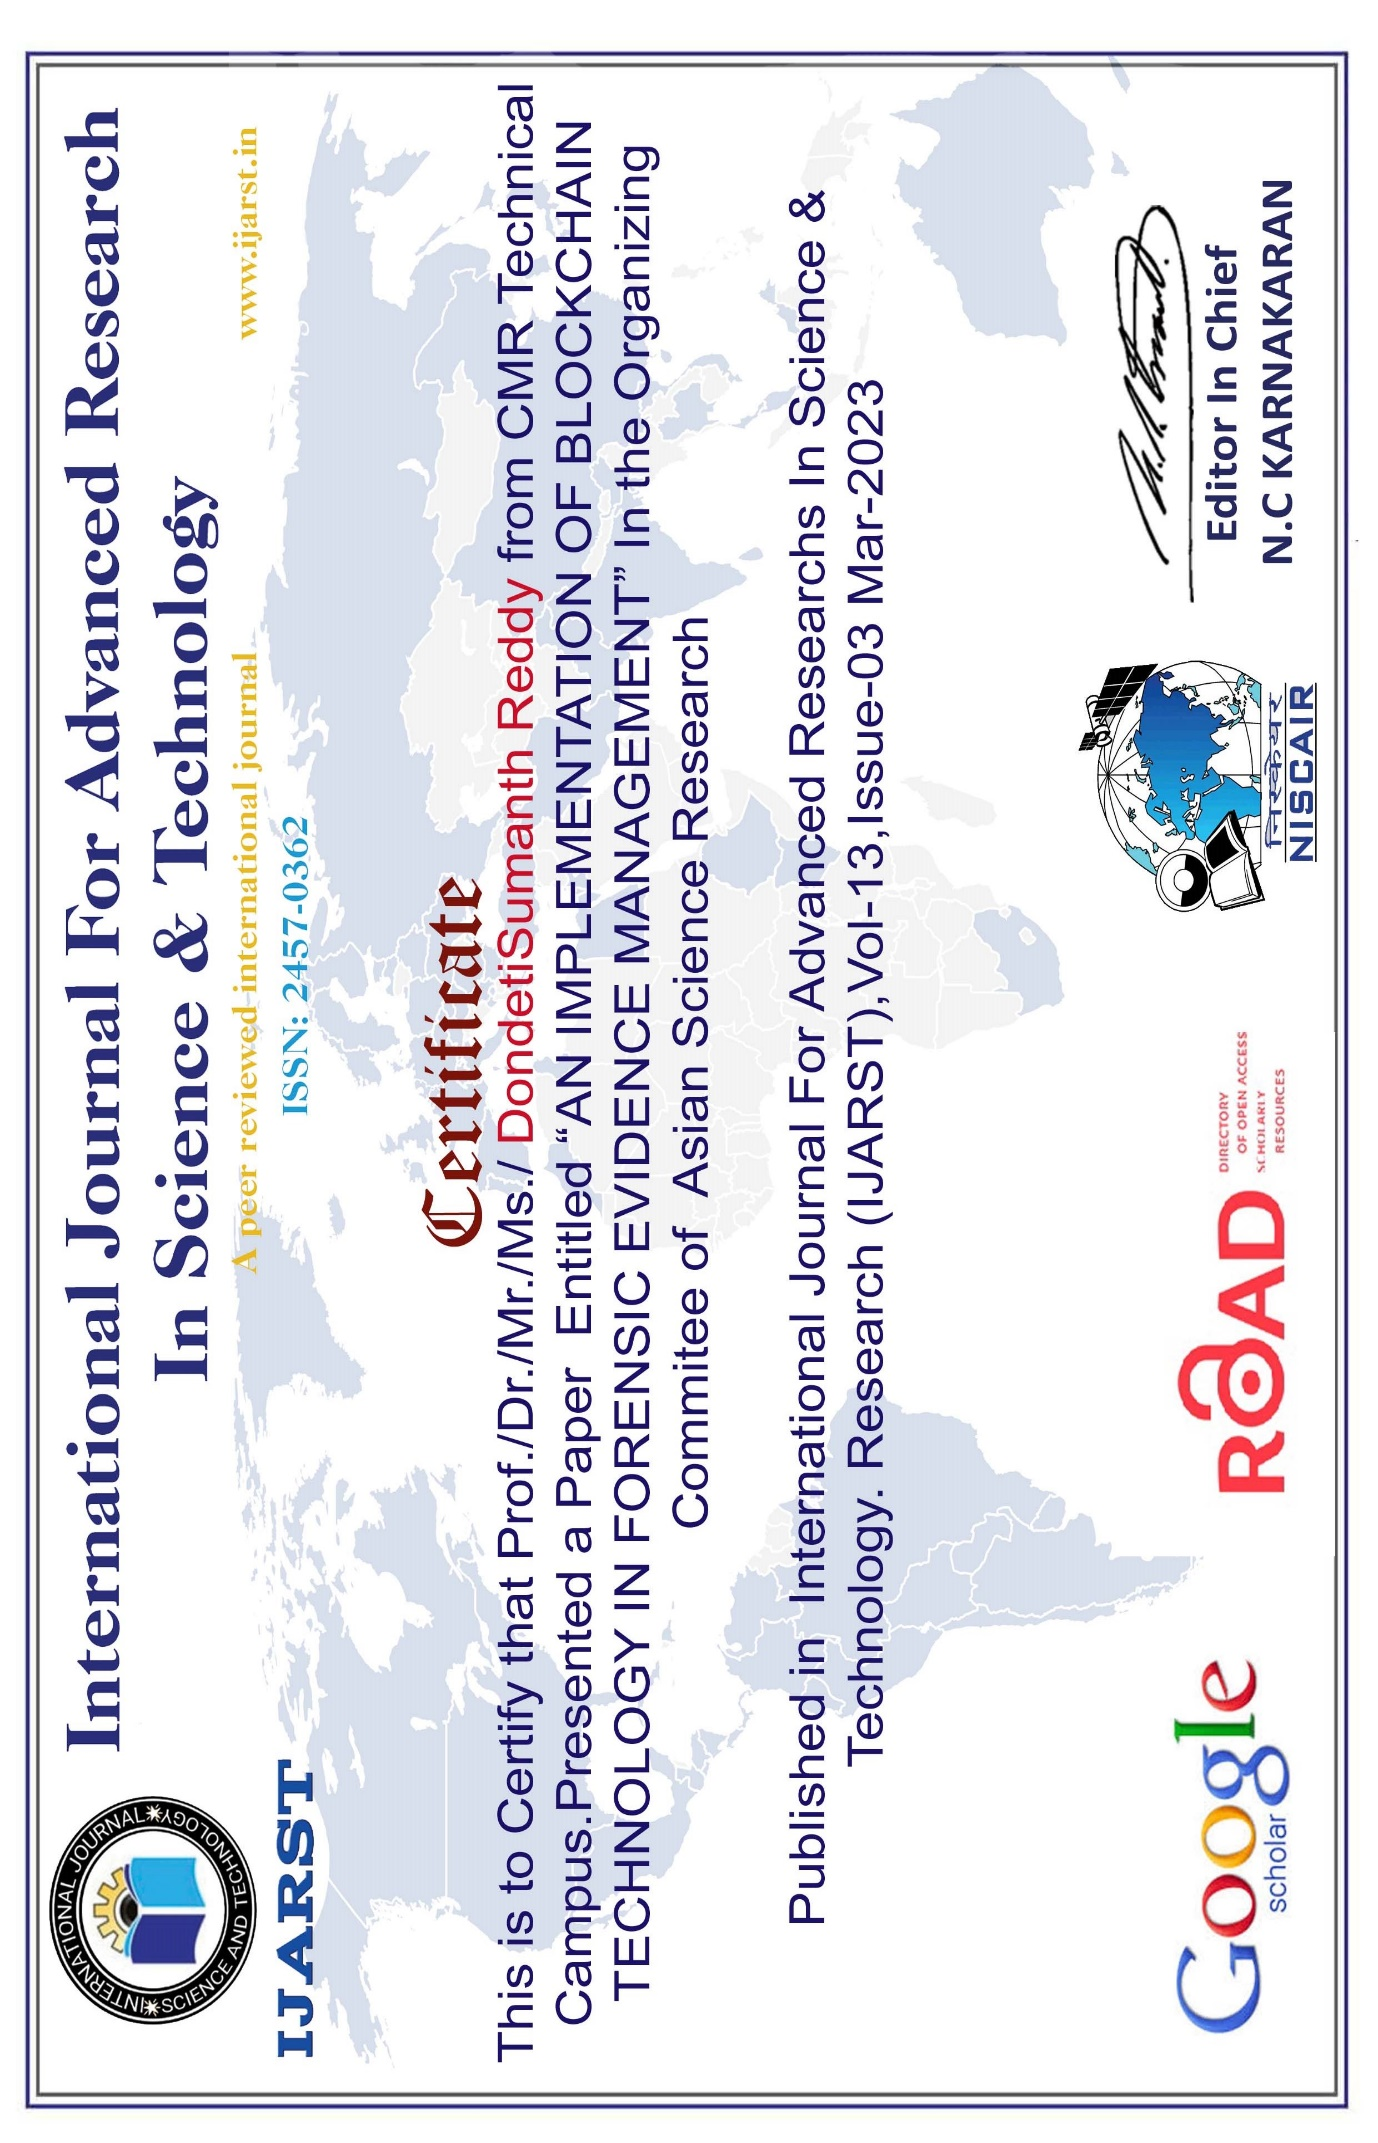 International Journal For Advanced Research
In Science & Technology
A peer reviewed international journal
www.ijarst.in
ISSN: 2457-0362
INTERNATIONAL JOURNAL
SCIENCE AND TECHNOLOGY
IJARST
Certificate
This is to Certify that Prof./Dr./Mr./Ms./ DondetiSumanth Reddy from CMR Technical
Campus.Presented a Paper Entitled “AN IMPLEMENTATION OF BLOCKCHAIN
TECHNOLOGY IN FORENSIC EVIDENCE MANAGEMENT” In the Organizing
Commitee of Asian Science Research
Published in International Journal For Advanced Researchs In Science &
Technology. Research (IJARST),Vol-13,Issue-03 Mar-2023
Google
scholar
ROAD
DIRECTORY
OF OPEN ACCESS
SCHOLARLY
RESOURCES
निस्केयर
NISCAIR
Editor In Chief
N.C KARNAKARAN